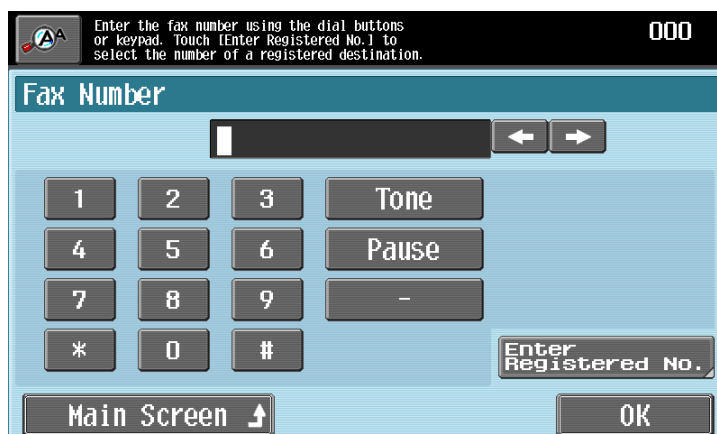 AA
Enter the fax number using the dial buttons
or keypad. Touch [Enter Registered No.] to
select the number of a registered destination.
000
Fax Number
1 2 3 Tone
4 5 6 Pause
7 8 9 -
* 0 #
Enter
Registered No.
Main Screen
OK